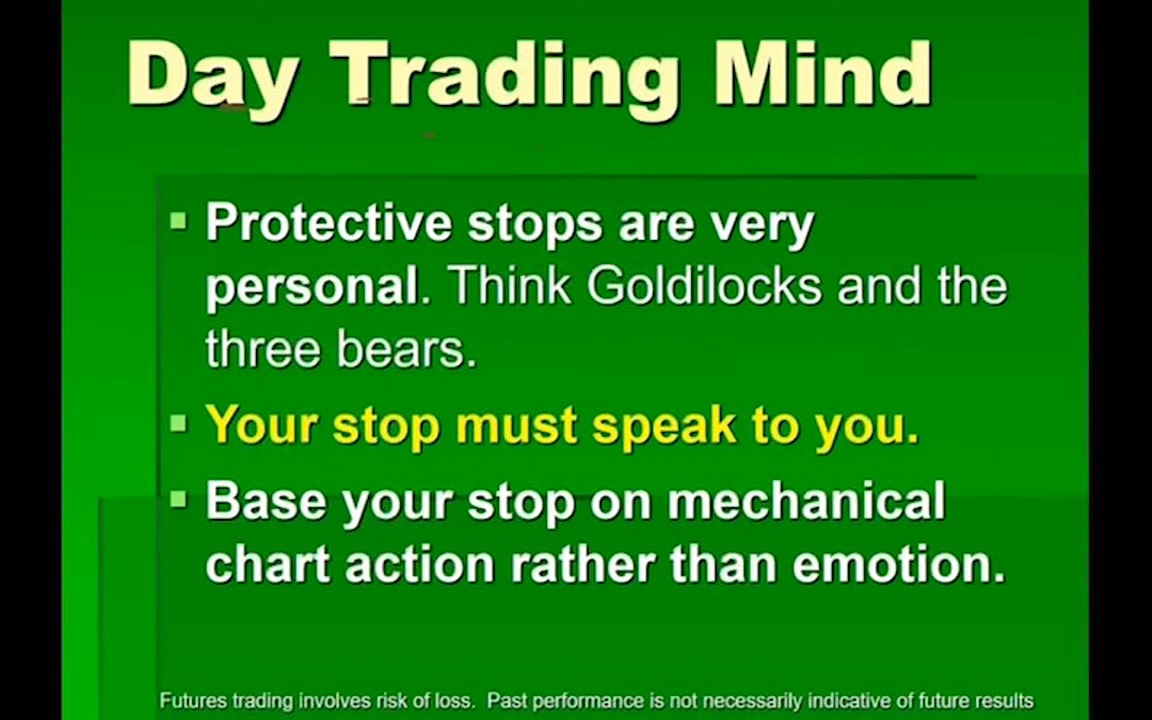 Day Trading Mind
Protective stops are very
personal. Think Goldilocks and the
three bears.
Your stop must speak to you.
Base your stop on mechanical
chart action rather than emotion.
Futures trading involves risk of loss. Past performance is not necessarily indicative of future results